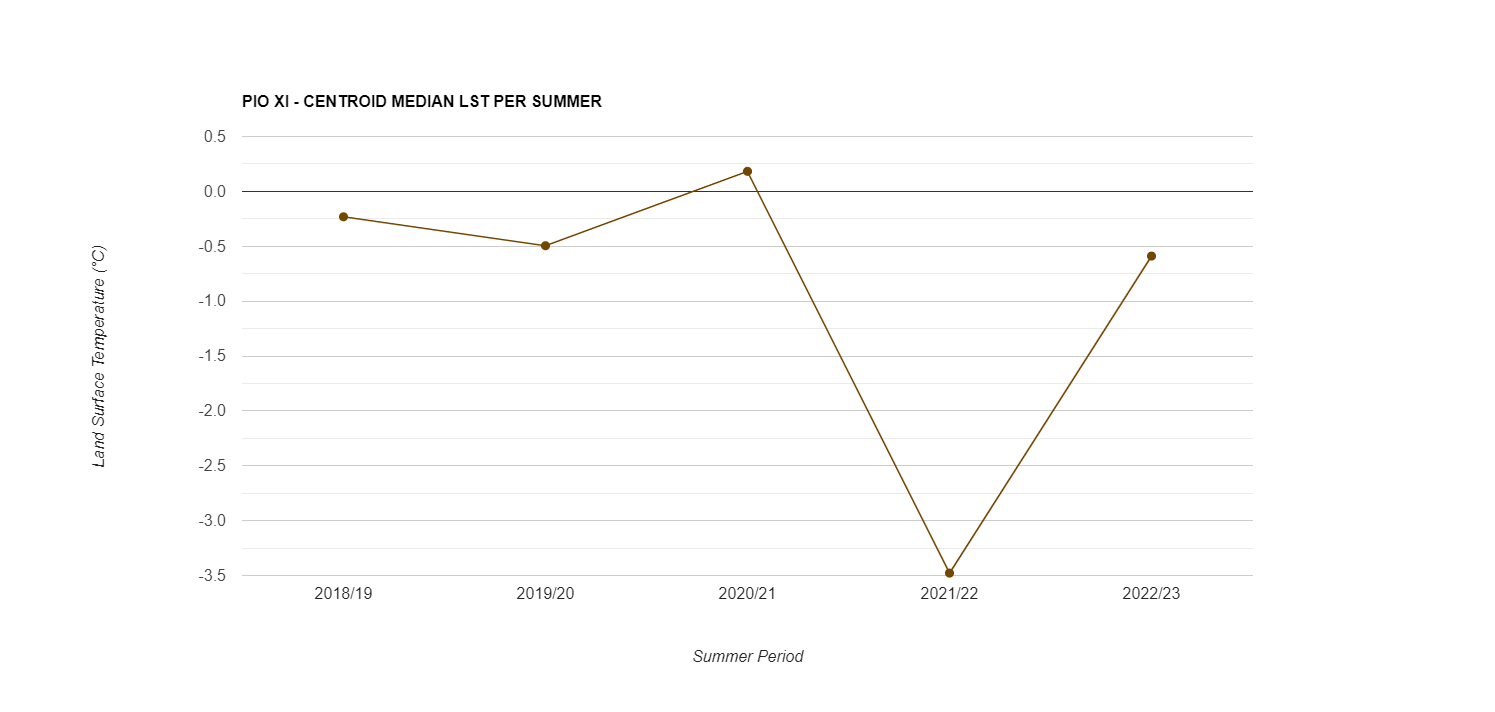 PIO XI - CENTROID MEDIAN LST PER SUMMER
0.5
0.0
-0.5
-1.0
-1.5
-2.0
-2.5
-3.0
-3.5
Land Surface Temperature (°C)
2018/19 2019/20 2020/21 2021/22 2022/23
Summer Period